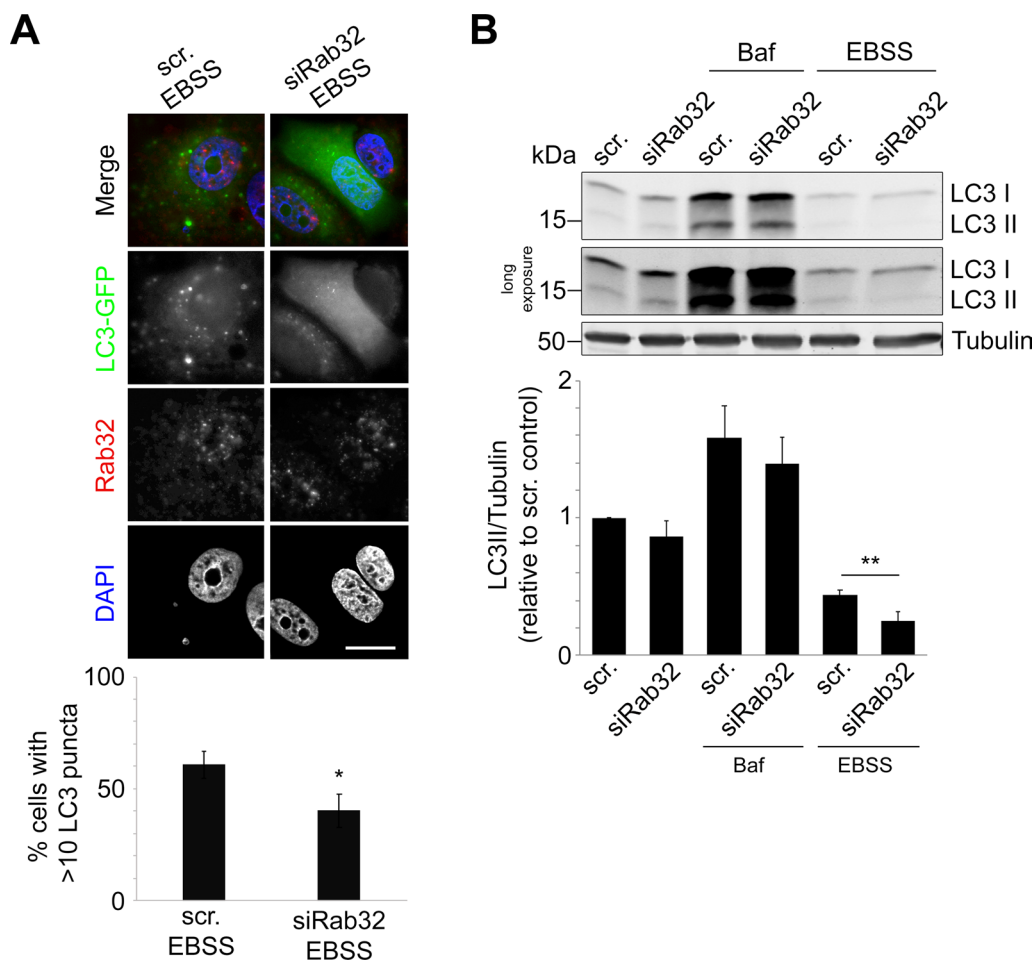 A
scr.
EBSS
siRab32
EBSS
Merge
LC3-GFP
Rab32
DAPI
% cells with
>10 LC3 puncta
100
50
0
*
scr.
EBSS
siRab32
EBSS
B
Baf
EBSS
kDa
scr.
siRab32
scr.
siRab32
scr.
siRab32
15
LC3 I
LC3 II
long
exposure
15
LC3 I
LC3 II
50
Tubulin
LC3II/Tubulin
(relative to scr. control)
2
1
0
**
scr.
siRab32
scr.
siRab32
scr.
siRab32
Baf
EBSS